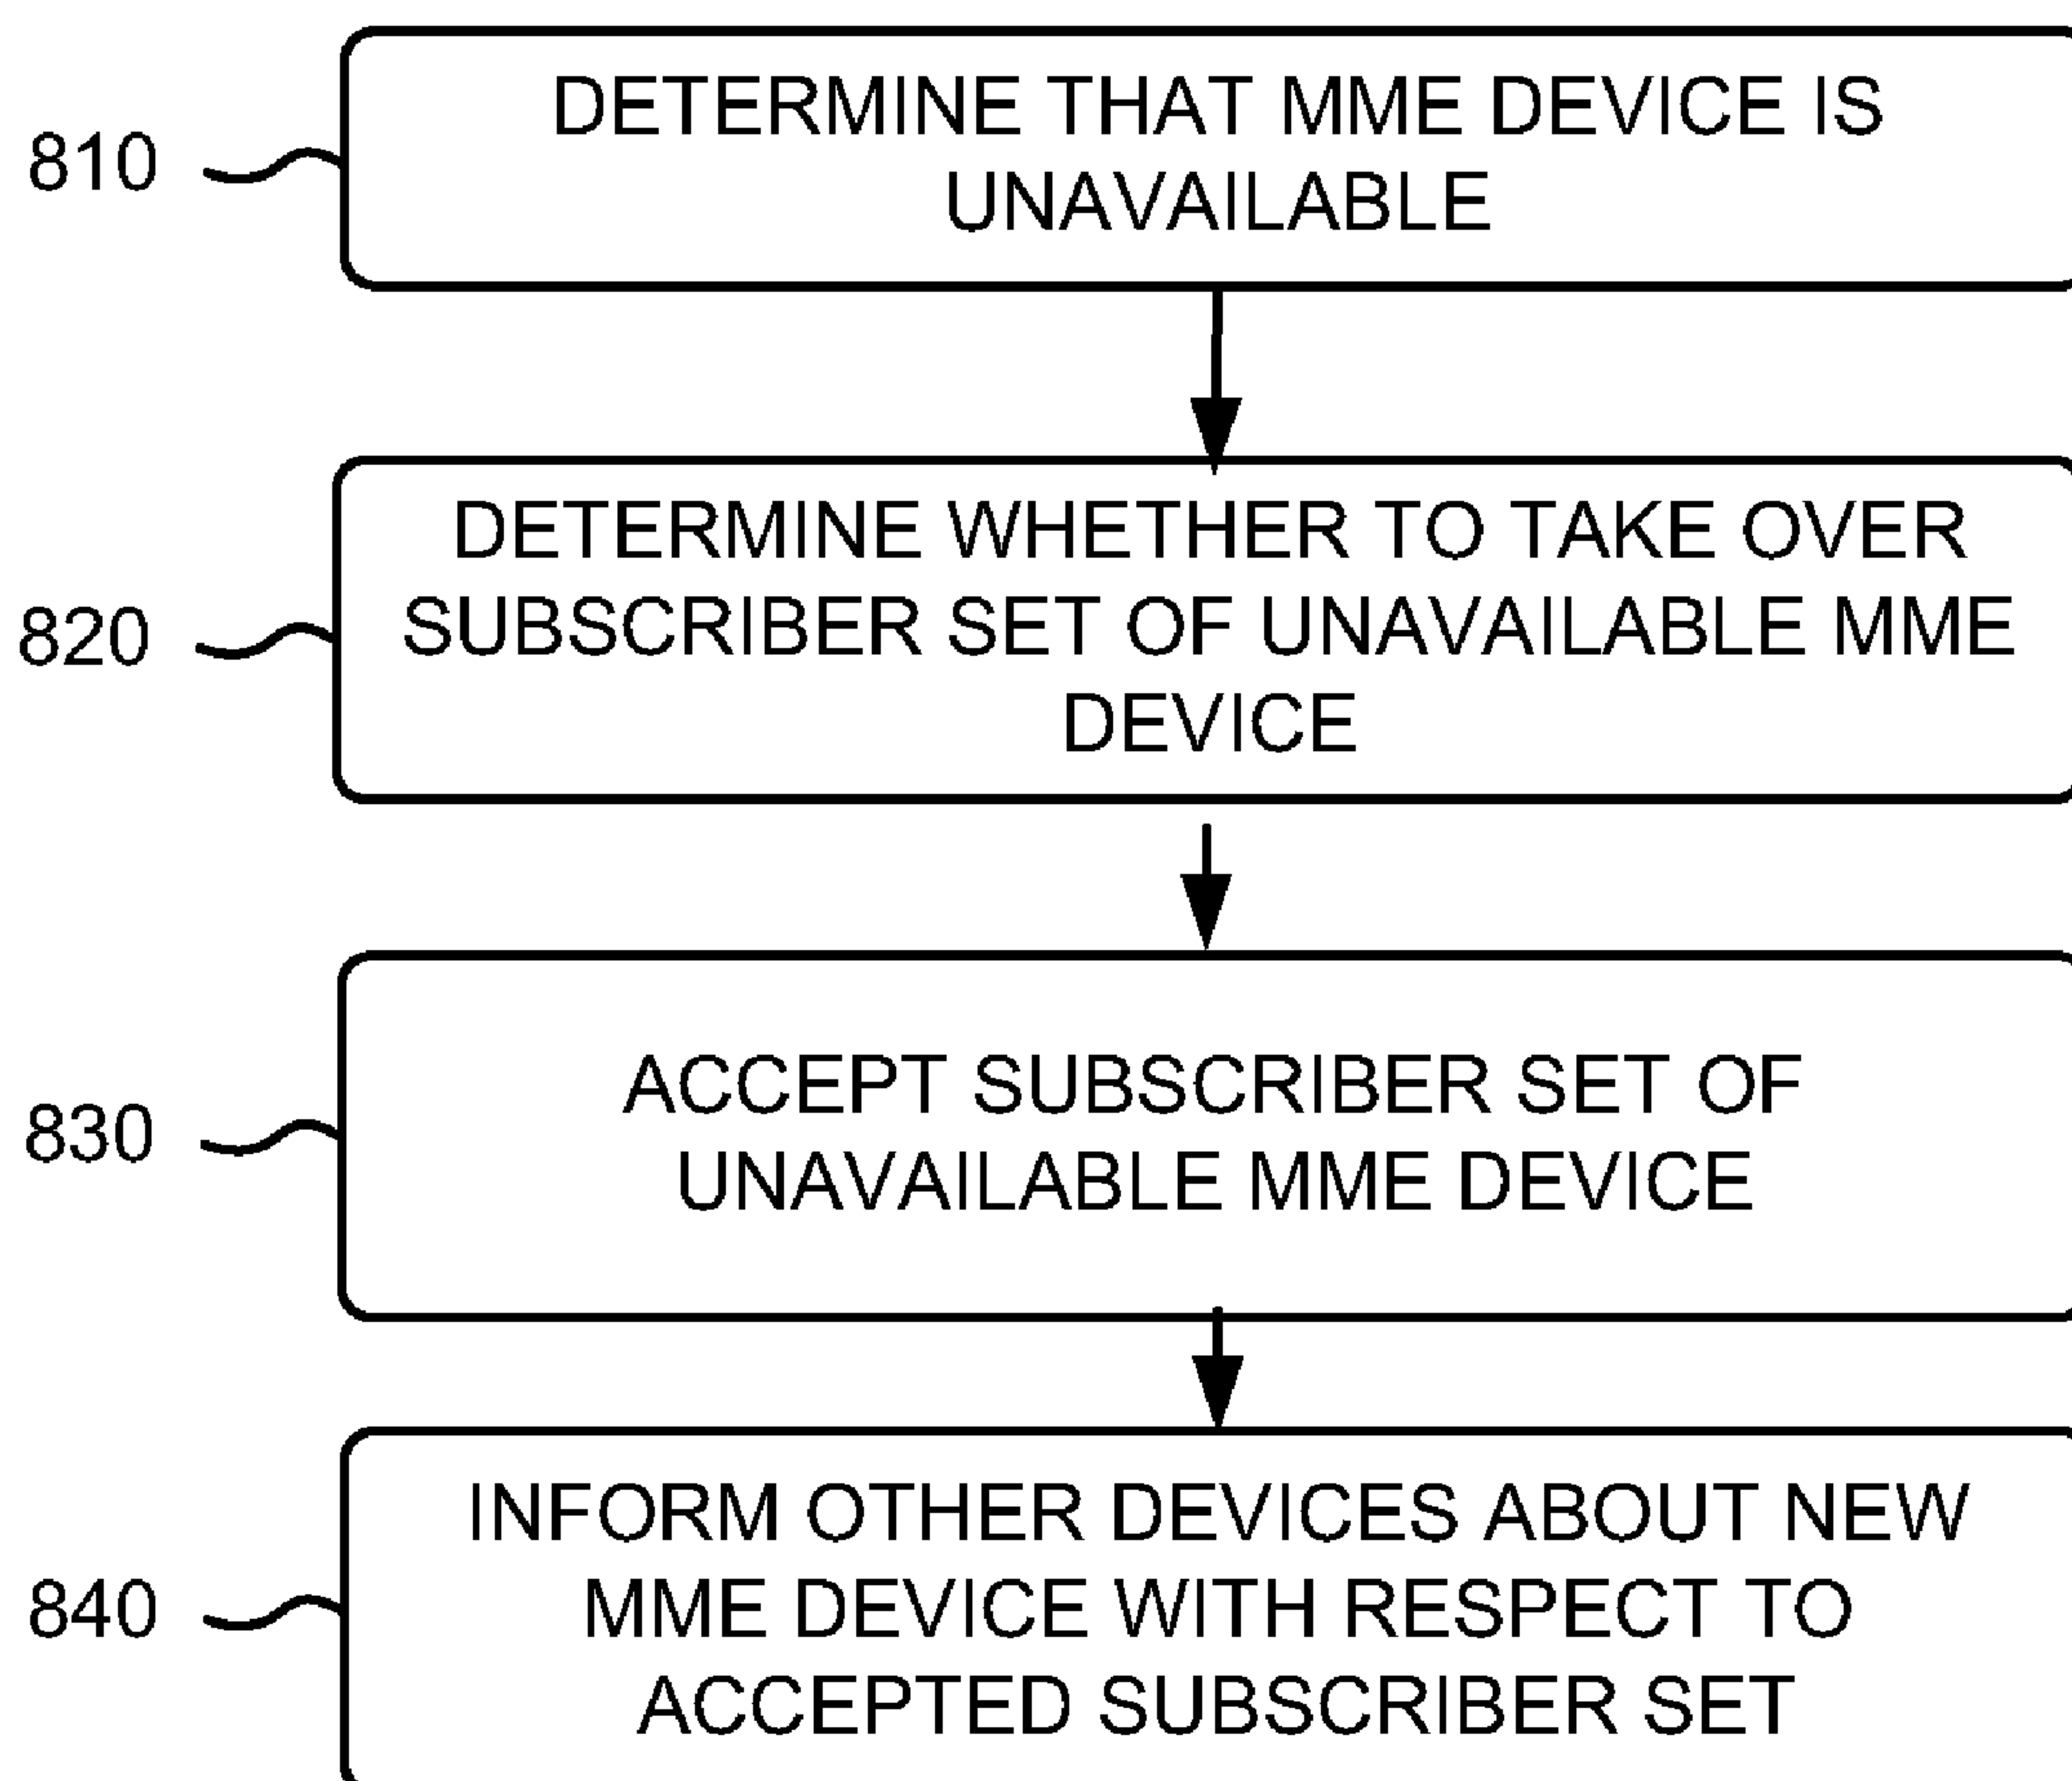 810
DETERMINE THAT MME DEVICE IS
UNAVAILABLE
820
DETERMINE WHETHER TO TAKE OVER
SUBSCRIBER SET OF UNAVAILABLE MME
DEVICE
830
ACCEPT SUBSCRIBER SET OF
UNAVAILABLE MME DEVICE
840
INFORM OTHER DEVICES ABOUT NEW
MME DEVICE WITH RESPECT TO
ACCEPTED SUBSCRIBER SET